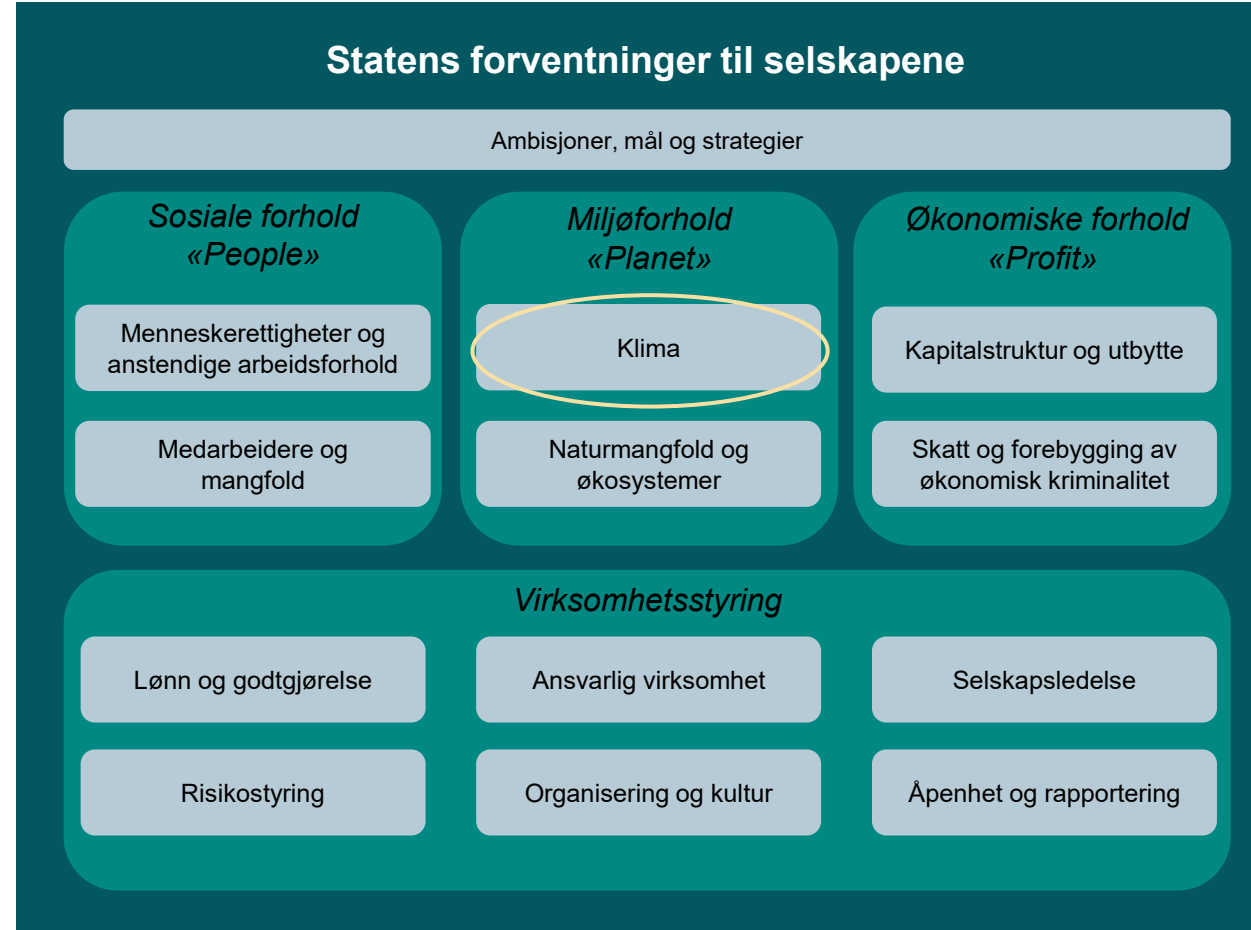 Statens forventninger til selskapene
Ambisjoner, mål og strategier
Sosiale forhold
«People»
Menneskerettigheter og
anstendige arbeidsforhold
Medarbeidere og
mangfold
Miljøforhold
«Planet»
Klima
Naturmangfold og
økosystemer
Økonomiske forhold
«Profit»
Kapitalstruktur og utbytte
Skatt og forebygging av
økonomisk kriminalitet
Virksomhetsstyring
Lønn og godtgjørelse
Ansvarlig virksomhet
Selskapsledelse
Risikostyring
Organisering og kultur
Åpenhet og rapportering